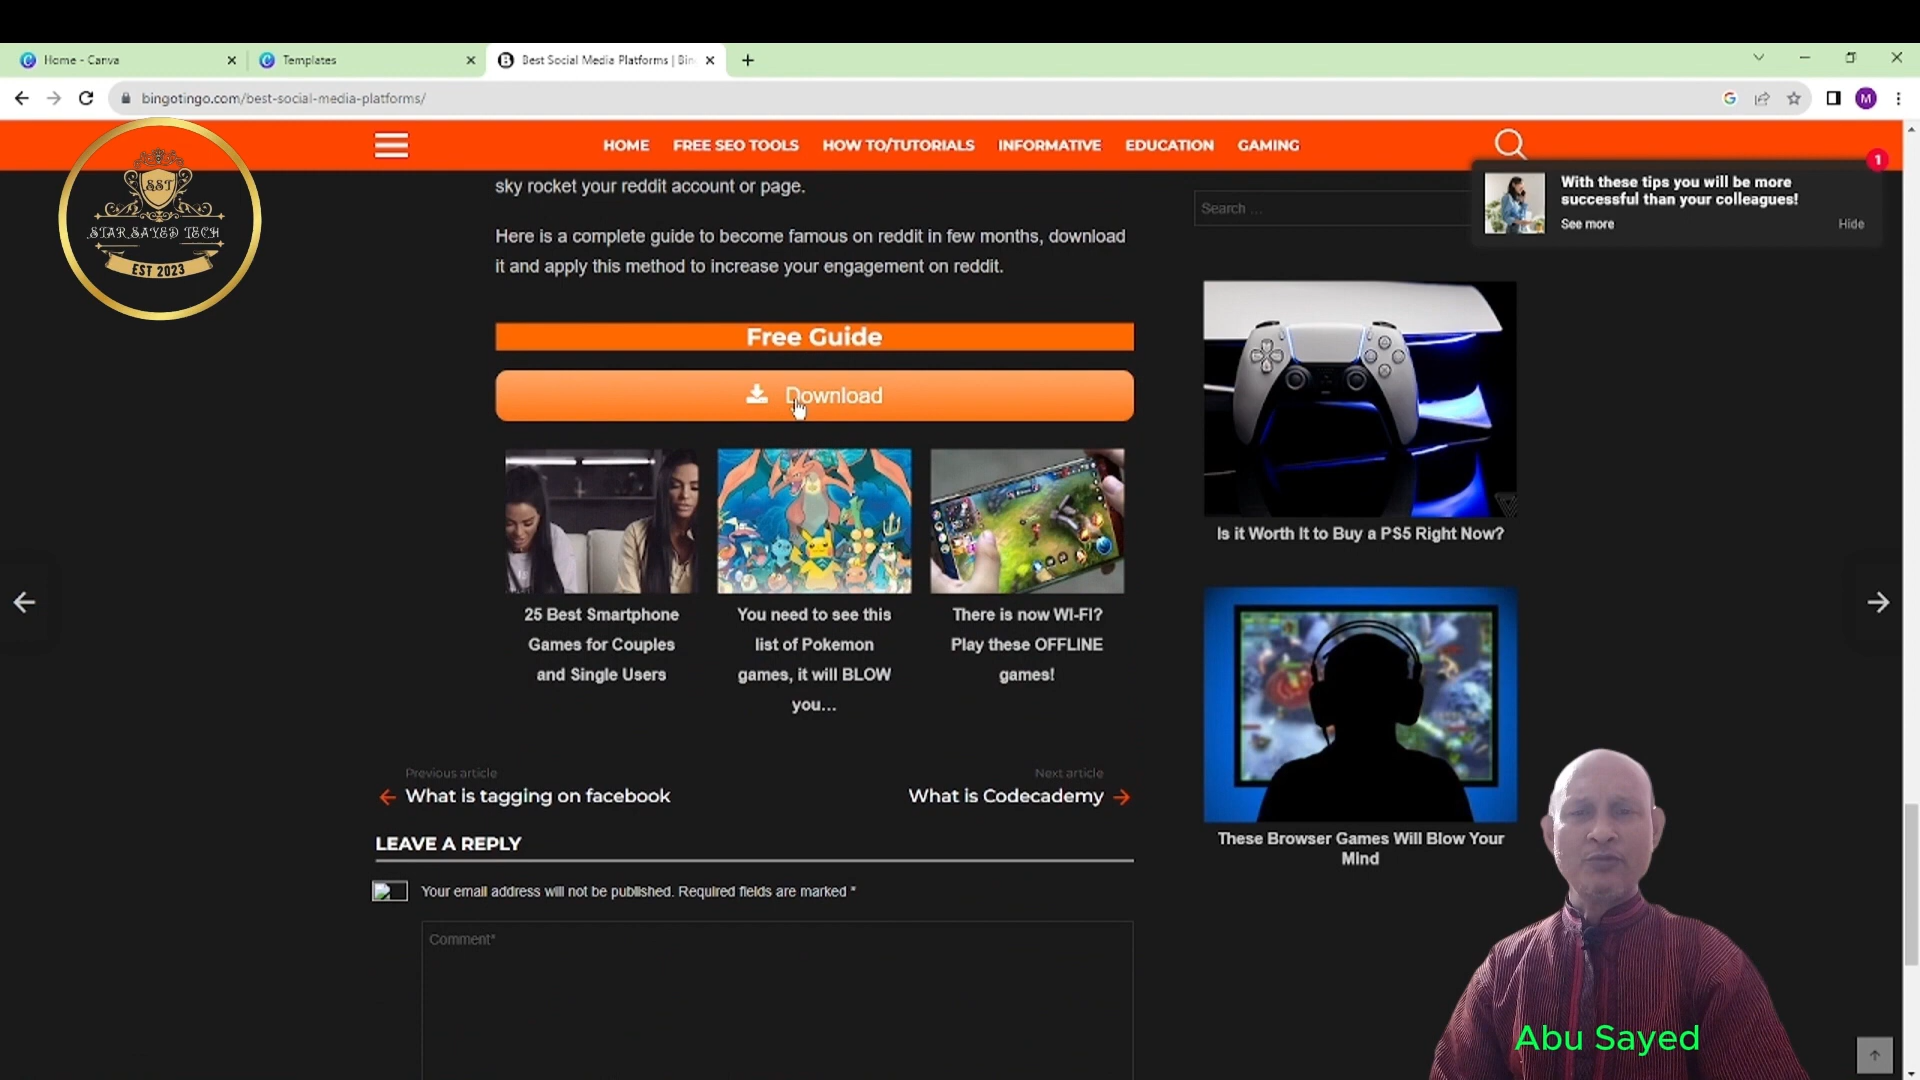 Home - Canva
Templates
Best Social Media Platforms | Bin
bingotingo.com/best-social-media-platforms/
M
HOME
FREE SEO TOOLS
HOW TO/TUTORIALS
INFORMATIVE
EDUCATION
GAMING
SST
STAR SAYED TECH
EST 2023
sky rocket your reddit account or page.
Here is a complete guide to become famous on reddit in few months, download
it and apply this method to increase your engagement on reddit.
Free Guide
Download
25 Best Smartphone
Games for Couples
and Single Users
You need to see this
list of Pokemon
games, it will BLOW
you...
There is now WI-FI?
Play these OFFLINE
games!
Previous article
What is tagging on facebook
Next article
What is Codecademy
LEAVE A REPLY
Your email address will not be published. Required fields are marked *
Comment*
Search ...
1
With these tips you will be more
successful than your colleagues!
See more
Hide
Is it Worth It to Buy a PS5 Right Now?
These Browser Games Will Blow Your
Mind
Abu Sayed